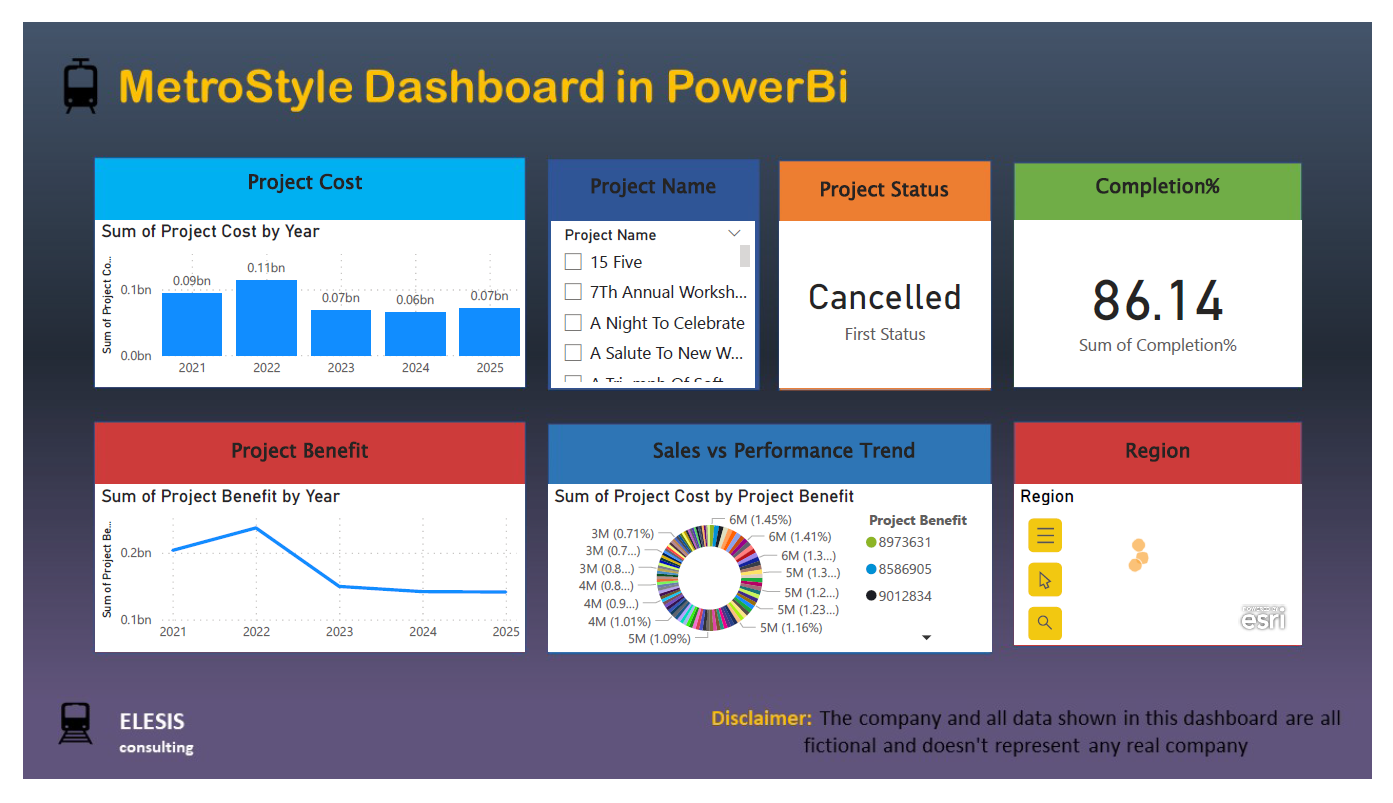 MetroStyle Dashboard in PowerBi
Project Cost
Sum of Project Cost by Year
Sum of Project Co...
0.1bn
0.0bn
0.09bn
0.11bn
0.07bn
0.06bn
0.07bn
2021
2022
2023
2024
2025
Project Name
Project Name
15 Five
7Th Annual Worksh...
A Night To Celebrate
A Salute To New W...
Project Status
Cancelled
First Status
Completion%
86.14
Sum of Completion%
Project Benefit
Sum of Project Benefit by Year
Sum of Project Be...
0.2bn
0.1bn
2021
2022
2023
2024
2025
Sales vs Performance Trend
Sum of Project Cost by Project Benefit
6M (1.45%)
6M (1.41%)
6M (1.3...)
5M (1.3...)
5M (1.2...)
5M (1.23...)
5M (1.16%)
5M (1.09%)
4M (1.01%)
4M (0.9...)
4M (0.8...)
3M (0.8...)
3M (0.7...)
3M (0.71%)
Project Benefit
8973631
8586905
9012834
Region
Region
POWERED BY
esri
ELESIS
consulting
Disclaimer: The company and all data shown in this dashboard are all
fictional and doesn't represent any real company